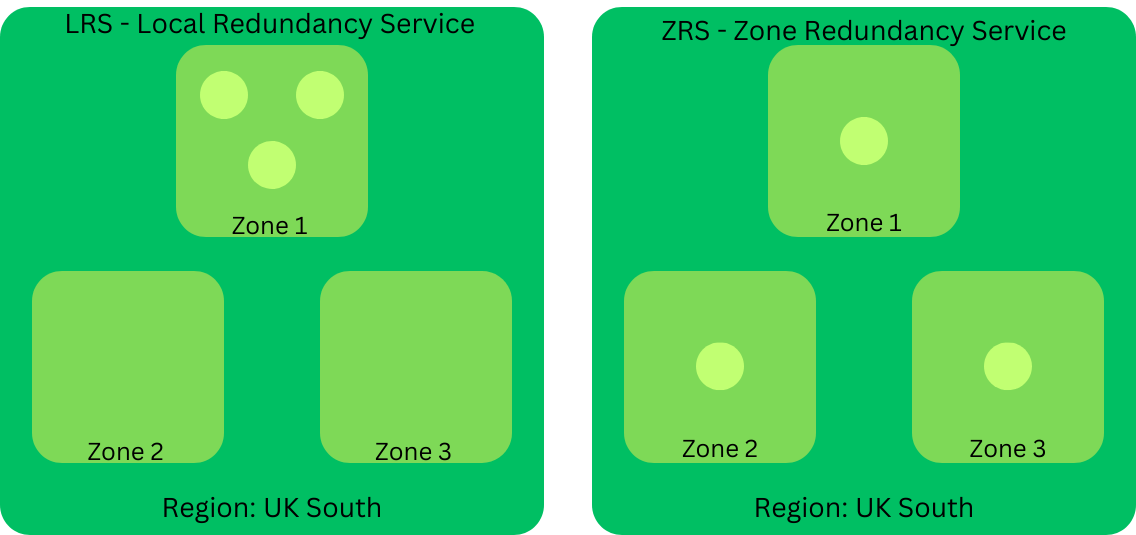 LRS - Local Redundancy Service
Zone 1
Zone 2
Zone 3
Region: UK South
ZRS - Zone Redundancy Service
Zone 1
Zone 2
Zone 3
Region: UK South